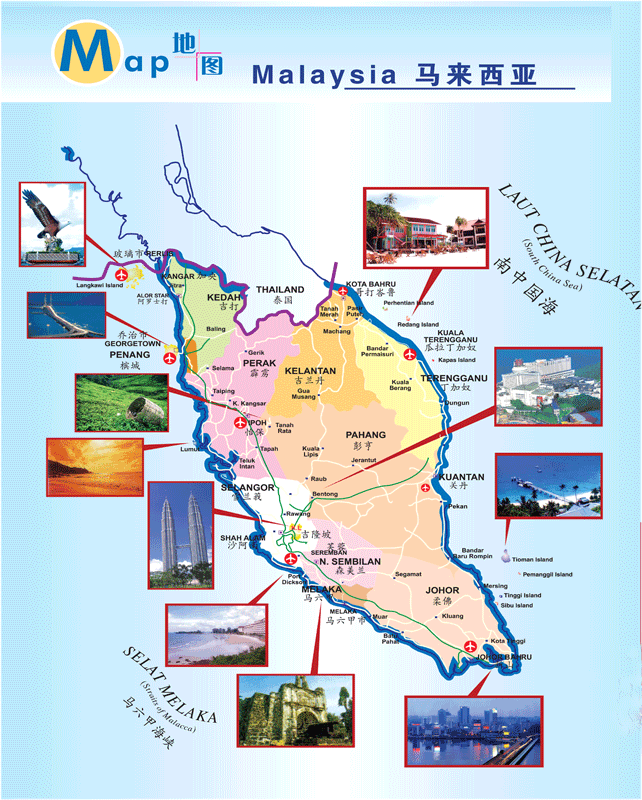 Map 地图
Malaysia 马来西亚
LAUT CHINA SELATAN
(South China Sea)
南中国海
玻璃市 PERLIS
KANGAR 加央
Langkawi Island
Jitra
ALOR STAR
阿罗士打
KEDAH
吉打
THAILAND
泰国
KOTA BAHRU
哥打峇鲁
Perhentian Island
Redang Island
Tanah
Merah
Pasir
Puteh
Machang
乔治市
GEORGETOWN
PENANG
槟城
Baling
KUALA
TERENGGANU
瓜拉丁加奴
Kapas Island
Bandar
Permaisuri
Gerik
PERAK
霹雳
Selama
KELANTAN
吉兰丹
Kuala
Berang
TERENGGANU
丁加奴
Taiping
Gua
Musang
K. Kangsar
Dungun
IPOH
怡保
Tanah
Rata
PAHANG
彭亨
Lumut
Tapah
Kuala
Lipis
Teluk
Intan
Jerantut
Raub
KUANTAN
关丹
SELANGOR
雪兰莪
Bentong
Pekan
Rawang
K.L
吉隆坡
SHAH ALAM
沙阿南
芙蓉
SEREMBAN
N. SEMBILAN
森美兰
Bandar
Baru Rompin
Tioman Island
Port
Dickson
Segamat
Pemanggil Island
MELAKA
马六甲
JOHOR
柔佛
Mersing
Tinggi Island
Sibu Island
MELAKA
马六甲市
Muar
Kluang
Batu
Pahat
Kota Tinggi
JOHOR BAHRU
SELAT MELAKA
(Straits of Malacca)
马六甲海峡